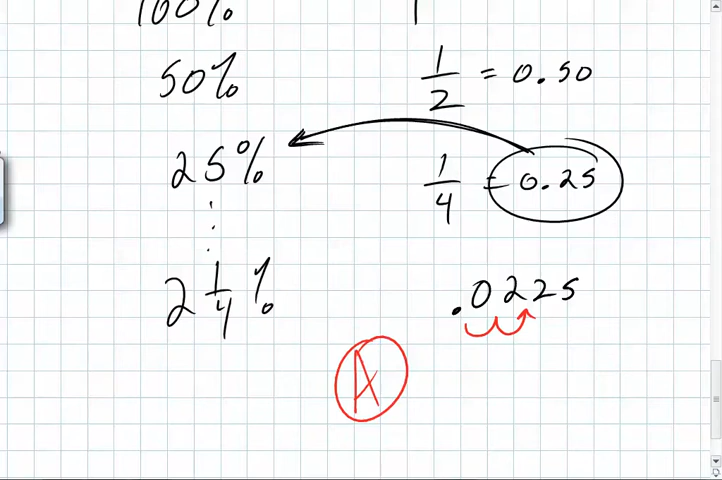 100% 1
50% 1/2 = 0.50
25% 1/4 = 0.25
2 1/4% .0225
A